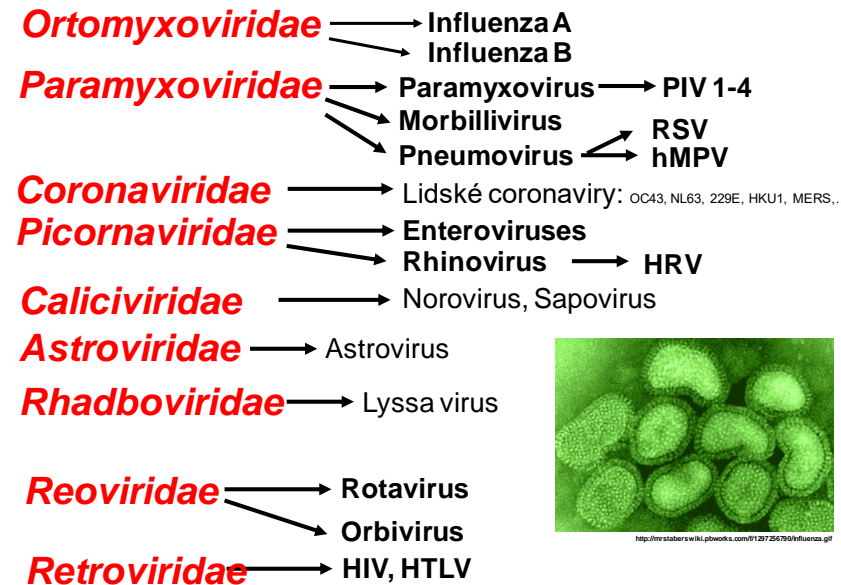 Ortomyxoviridae Influenza A
Influenza B
Paramyxoviridae Paramyxovirus PIV 1-4
Morbillivirus RSV
Pneumovirus hMPV
Coronaviridae Lidské coronaviry: OC43, NL63, 229E, HKU1, MERS,.
Picornaviridae Enteroviruses
Rhinovirus HRV
Caliciviridae Norovirus, Sapovirus
Astroviridae Astrovirus
Rhadboviridae Lyssa virus
Reoviridae Rotavirus
Orbivirus
http://mrstaberswiki.pbworks.com/f/1297256790/influenza.gif
Retroviridae HIV, HTLV